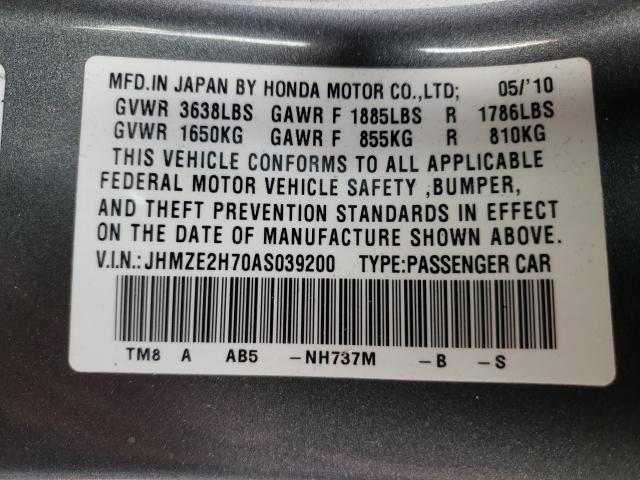 MFD.IN JAPAN BY HONDA MOTOR CO.,LTD; 05/'10
GVWR 3638LBS GAWR F 1885LBS R 1786LBS
GVWR 1650KG GAWR F 855KG R 810KG
THIS VEHICLE CONFORMS TO ALL APPLICABLE
FEDERAL MOTOR VEHICLE SAFETY ,BUMPER,
AND THEFT PREVENTION STANDARDS IN EFFECT
ON THE DATE OF MANUFACTURE SHOWN ABOVE.
V.I.N.: JHMZE2H70AS039200 TYPE:PASSENGER CAR
TM8 A AB5 -NH737M -B -S